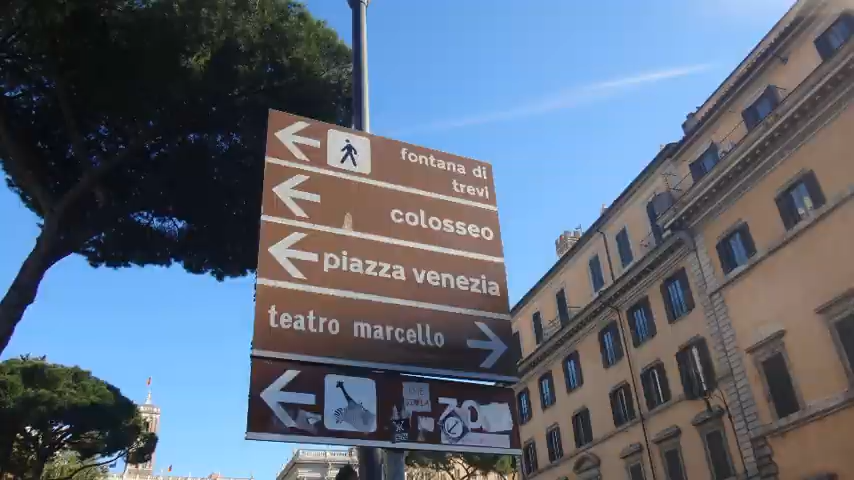 fontana di
trevi
colosseo
piazza venezia
teatro marcello